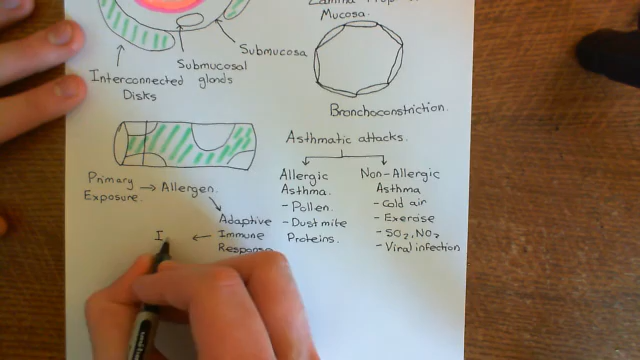 Mucosa.
Submucosa
Submucosal
glands
Interconnected
Disks
Bronchoconstriction.
Asthmatic attacks.
Allergic
Asthma.
- Pollen.
- Dust mite
Proteins.
Non-Allergic
Asthma
- Cold air
- Exercise
- SO2, NO2
- Viral infection
Primary
Exposure.
→ Allergen.
Adaptive
Immune
Response
← I